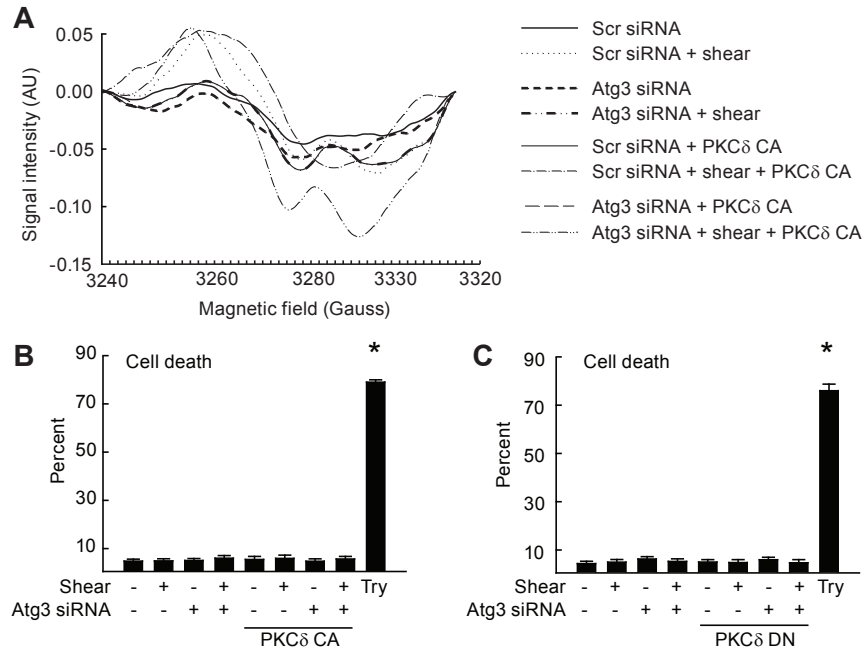 A
0.05
0.00
-0.05
-0.10
-0.15
Signal intensity (AU)
3240
3260
3280
3330
3320
Magnetic field (Gauss)
Scr siRNA
Scr siRNA + shear
Atg3 siRNA
Atg3 siRNA + shear
Scr siRNA + PKCδ CA
Scr siRNA + shear + PKCδ CA
Atg3 siRNA + PKCδ CA
Atg3 siRNA + shear + PKCδ CA
B
Cell death
*
90
70
50
30
10
Percent
Shear - + - + - + - + Try
Atg3 siRNA - - + + - - + +
PKCδ CA
C
Cell death
*
90
70
50
30
10
Percent
Shear - + - + - + - + Try
Atg3 siRNA - - + + - - + +
PKCδ DN